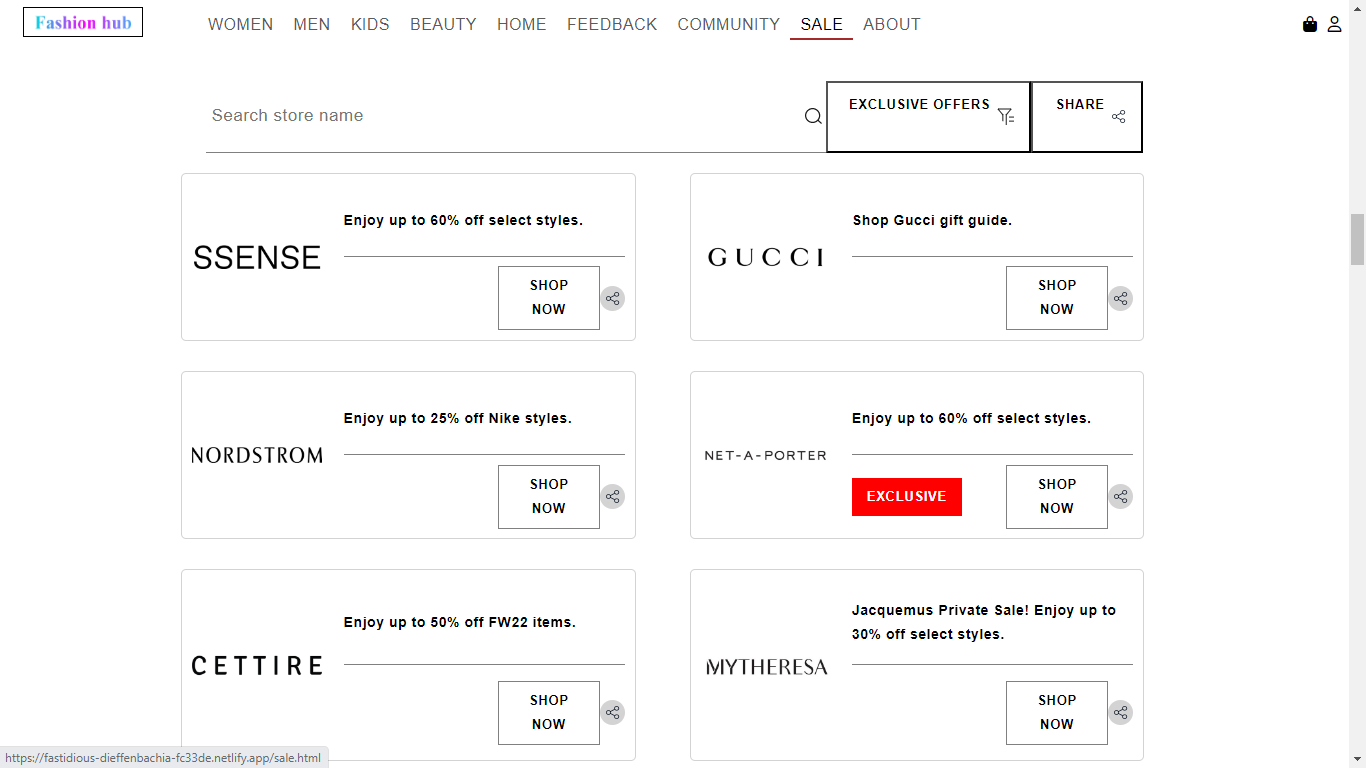 Fashion hub
WOMEN MEN KIDS BEAUTY HOME FEEDBACK COMMUNITY SALE ABOUT
Search store name
EXCLUSIVE OFFERS
SHARE
Enjoy up to 60% off select styles.
SSENSE
SHOP
NOW
Shop Gucci gift guide.
GUCCI
SHOP
NOW
Enjoy up to 25% off Nike styles.
NORDSTROM
SHOP
NOW
Enjoy up to 60% off select styles.
NET-A-PORTER
EXCLUSIVE
SHOP
NOW
Enjoy up to 50% off FW22 items.
CETTIRE
SHOP
NOW
Jacquemus Private Sale! Enjoy up to
30% off select styles.
MYTHERESA
SHOP
NOW
https://fastidious-dieffenbachia-fc33de.netlify.app/sale.html